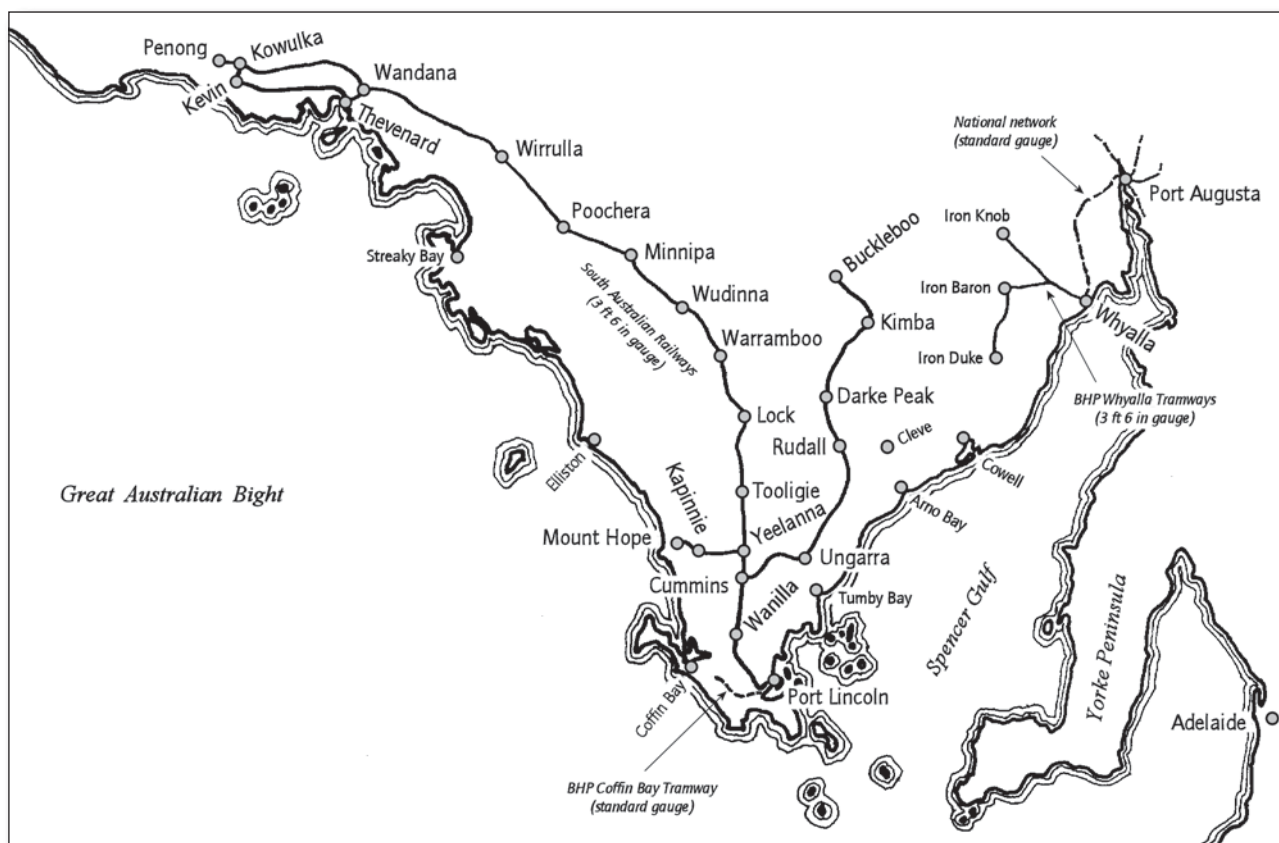 Penong
Kowulka
Kevin
Wandana
Thevenard
Wirrulla
National network
(standard gauge)
Port Augusta
Poochera
Iron Knob
Buckleboo
Streaky Bay
Minnipa
South Australian Railways
(3 ft 6 in gauge)
Wudinna
Iron Baron
Whyalla
Kimba
Warramboo
Iron Duke
BHP Whyalla Tramways
(3 ft 6 in gauge)
Darke Peak
Lock
Rudall
Cleve
Elliston
Cowell
Great Australian Bight
Kapinnie
Tooligie
Arno Bay
Mount Hope
Yeelanna
Ungarra
Cummins
Wanilla
Tumby Bay
Spencer Gulf
Yorke Peninsula
Coffin Bay
Port Lincoln
Adelaide
BHP Coffin Bay Tramway
(standard gauge)